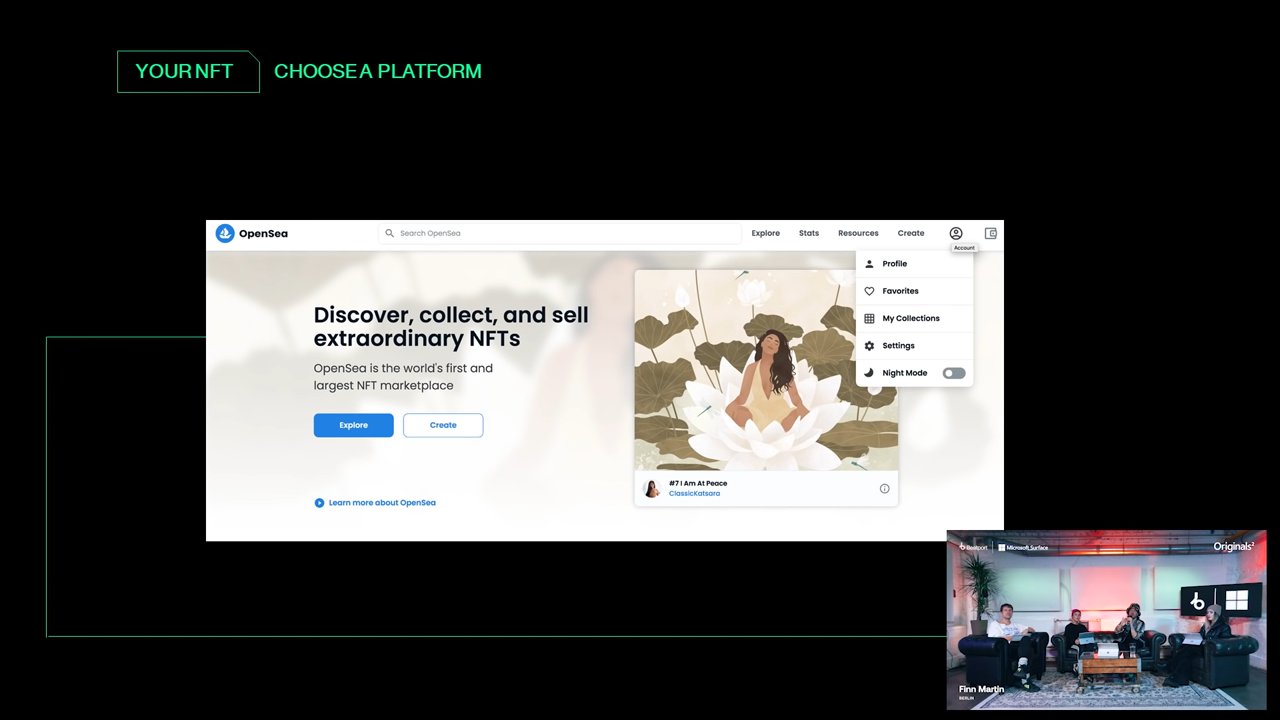 YOUR NFT CHOOSE A PLATFORM
OpenSea
Search OpenSea
Explore Stats Resources Create
Account
Profile
Favorites
My Collections
Settings
Night Mode
Discover, collect, and sell
extraordinary NFTs
OpenSea is the world's first and
largest NFT marketplace
Explore Create
Learn more about OpenSea
#7 I Am At Peace
ClassicKatsara
Beatport Microsoft Surface
Originals²
Finn Martin
BERLIN